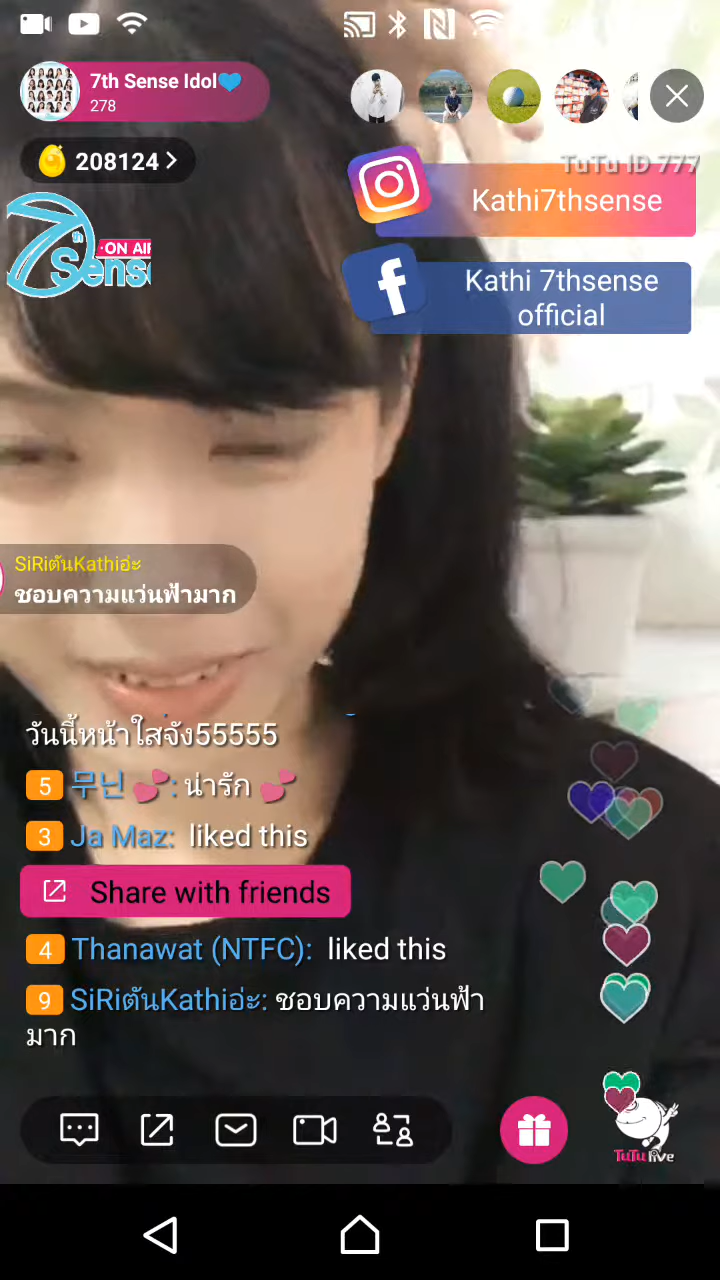 7th Sense Idol💙
278
208124
TuTu ID 777
Kathi7thsense
7th
Sense
·ON AIR
Kathi 7thsense
official
SiRiตันKathiอ่ะ
ชอบความแว่นฟ้ามาก
วันนี้หน้าใสจัง55555
5 무닌 💕: น่ารัก 💕
3 Ja Maz: liked this
Share with friends
4 Thanawat (NTFC): liked this
9 SiRiตันKathiอ่ะ: ชอบความแว่นฟ้า
มาก
TuTu live